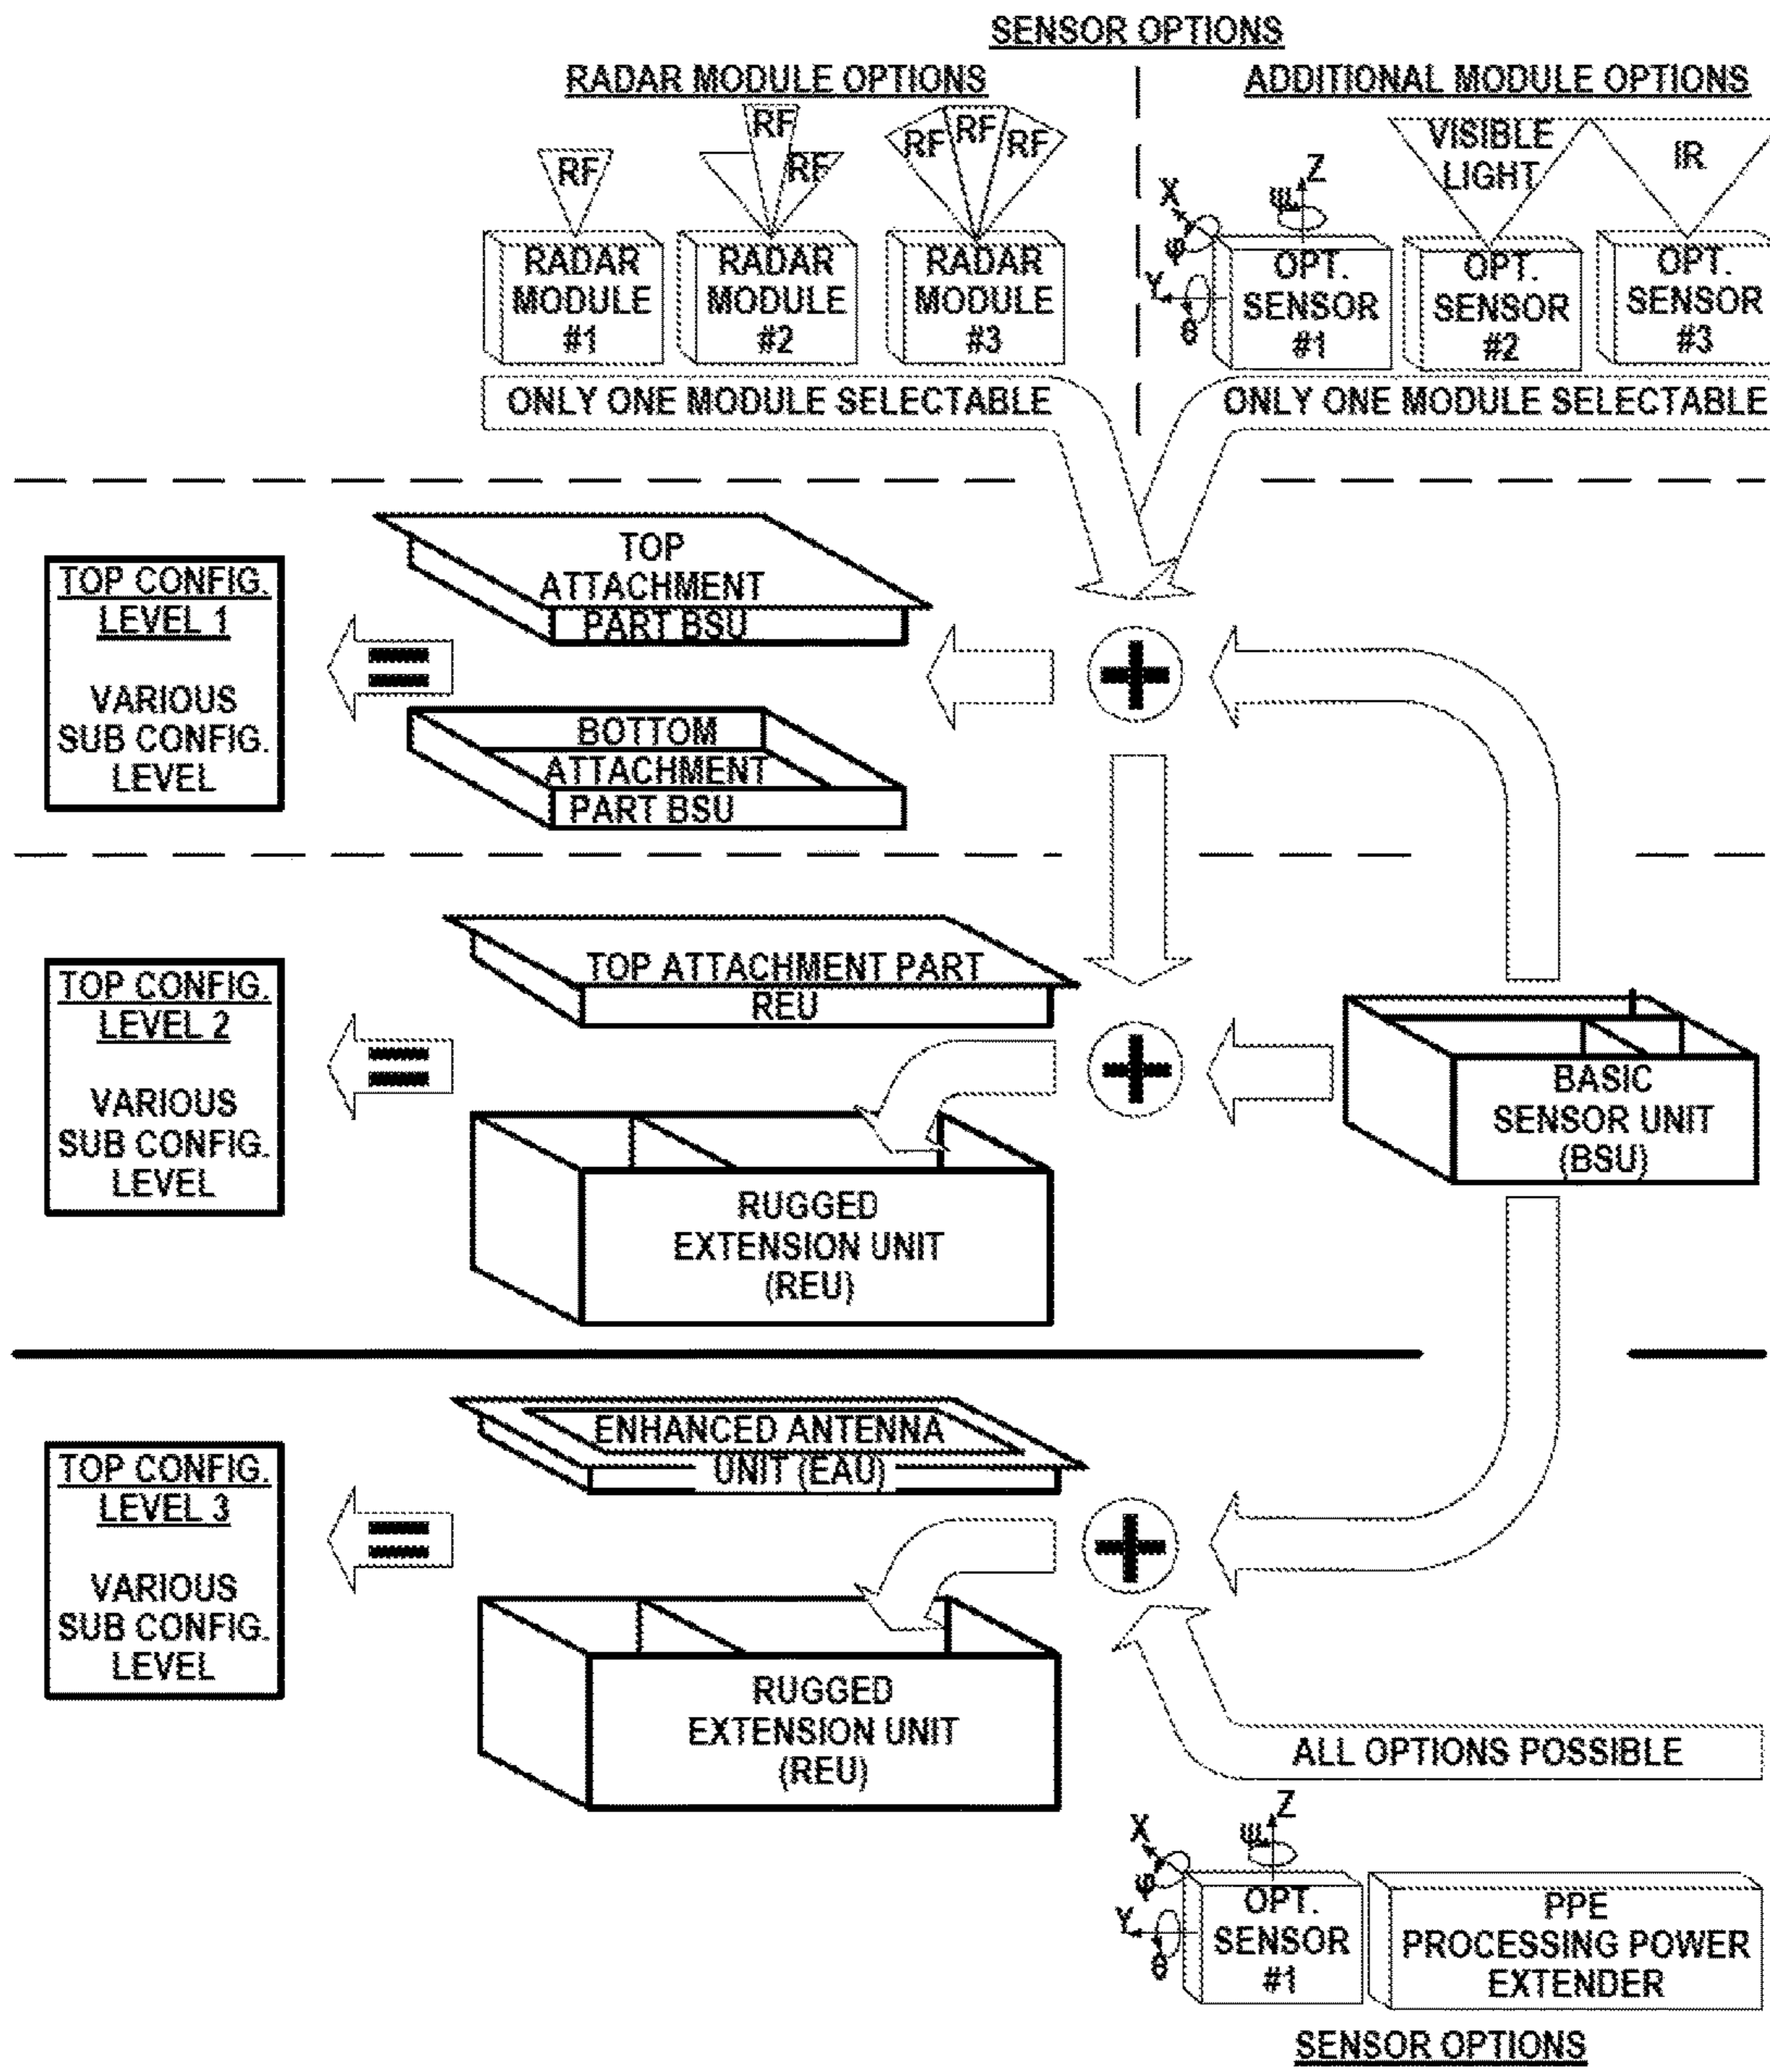 SENSOR OPTIONS
RADAR MODULE OPTIONS
ADDITIONAL MODULE OPTIONS
RF
RF
RF
RF
RF
RF
VISIBLE
LIGHT
IR
RADAR
MODULE
#1
RADAR
MODULE
#2
RADAR
MODULE
#3
X
φ
Y
θ
Z
Ψ
OPT.
SENSOR
#1
OPT.
SENSOR
#2
OPT.
SENSOR
#3
ONLY ONE MODULE SELECTABLE
ONLY ONE MODULE SELECTABLE
TOP CONFIG.
LEVEL 1
VARIOUS
SUB CONFIG.
LEVEL
=
TOP
ATTACHMENT
PART BSU
BOTTOM
ATTACHMENT
PART BSU
+
TOP CONFIG.
LEVEL 2
VARIOUS
SUB CONFIG.
LEVEL
=
TOP ATTACHMENT PART
REU
RUGGED
EXTENSION UNIT
(REU)
+
BASIC
SENSOR UNIT
(BSU)
TOP CONFIG.
LEVEL 3
VARIOUS
SUB CONFIG.
LEVEL
=
ENHANCED ANTENNA
UNIT (EAU)
RUGGED
EXTENSION UNIT
(REU)
+
ALL OPTIONS POSSIBLE
X
φ
Y
θ
Z
Ψ
OPT.
SENSOR
#1
PPE
PROCESSING POWER
EXTENDER
SENSOR OPTIONS